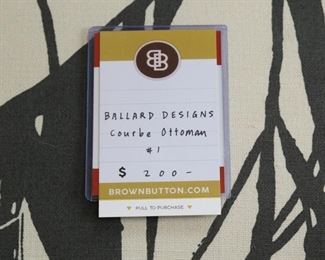 BB
BALLARD DESIGNS
Courbe Ottoman
#1
$ 200-
BROWNBUTTON.COM
PULL TO PURCHASE